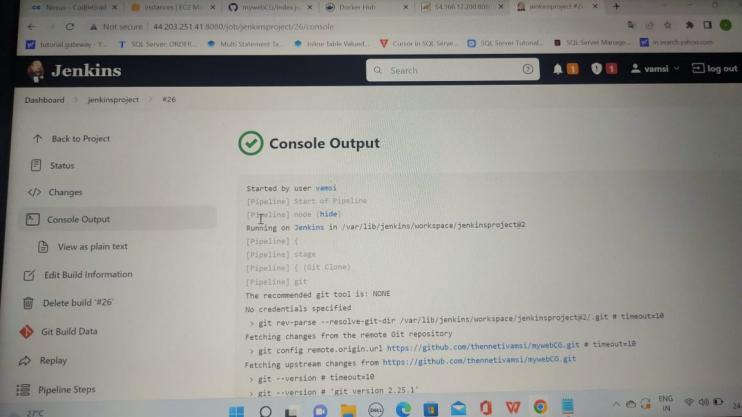 Nexus - CodeGrad
Instances | EC2 M
mywebCG/index.j
Docker Hub
54.166.12.200:808
jenkinsproject #2
Not secure
44.203.251.41:8080/job/jenkinsproject/26/console
tutorial gateway - Y...
SQL Server: ORDER...
Multi Statement Ta...
Inline Table Valued...
Cursor in SQL Serve...
SQL Server Tutorial...
SQL Server Manage...
in.search.yahoo.com
Jenkins
Search
1
1
vamsi
log out
Dashboard > jenkinsproject > #26
Back to Project
Status
Changes
Console Output
View as plain text
Edit Build Information
Delete build '#26'
Git Build Data
Replay
Pipeline Steps
Console Output
Started by user vamsi
[Pipeline] Start of Pipeline
[Pipeline] node (hide)
Running on Jenkins in /var/lib/jenkins/workspace/jenkinsproject@2
[Pipeline] {
[Pipeline] stage
[Pipeline] { (Git Clone)
[Pipeline] git
The recommended git tool is: NONE
No credentials specified
> git rev-parse --resolve-git-dir /var/lib/jenkins/workspace/jenkinsproject@2/.git # timeout=10
Fetching changes from the remote Git repository
> git config remote.origin.url https://github.com/thennetivamsi/mywebCG.git # timeout=10
Fetching upstream changes from https://github.com/thennetivamsi/mywebCG.git
> git --version # timeout=10
> git --version # 'git version 2.25.1'
27°C
DELL
ENG
IN
24